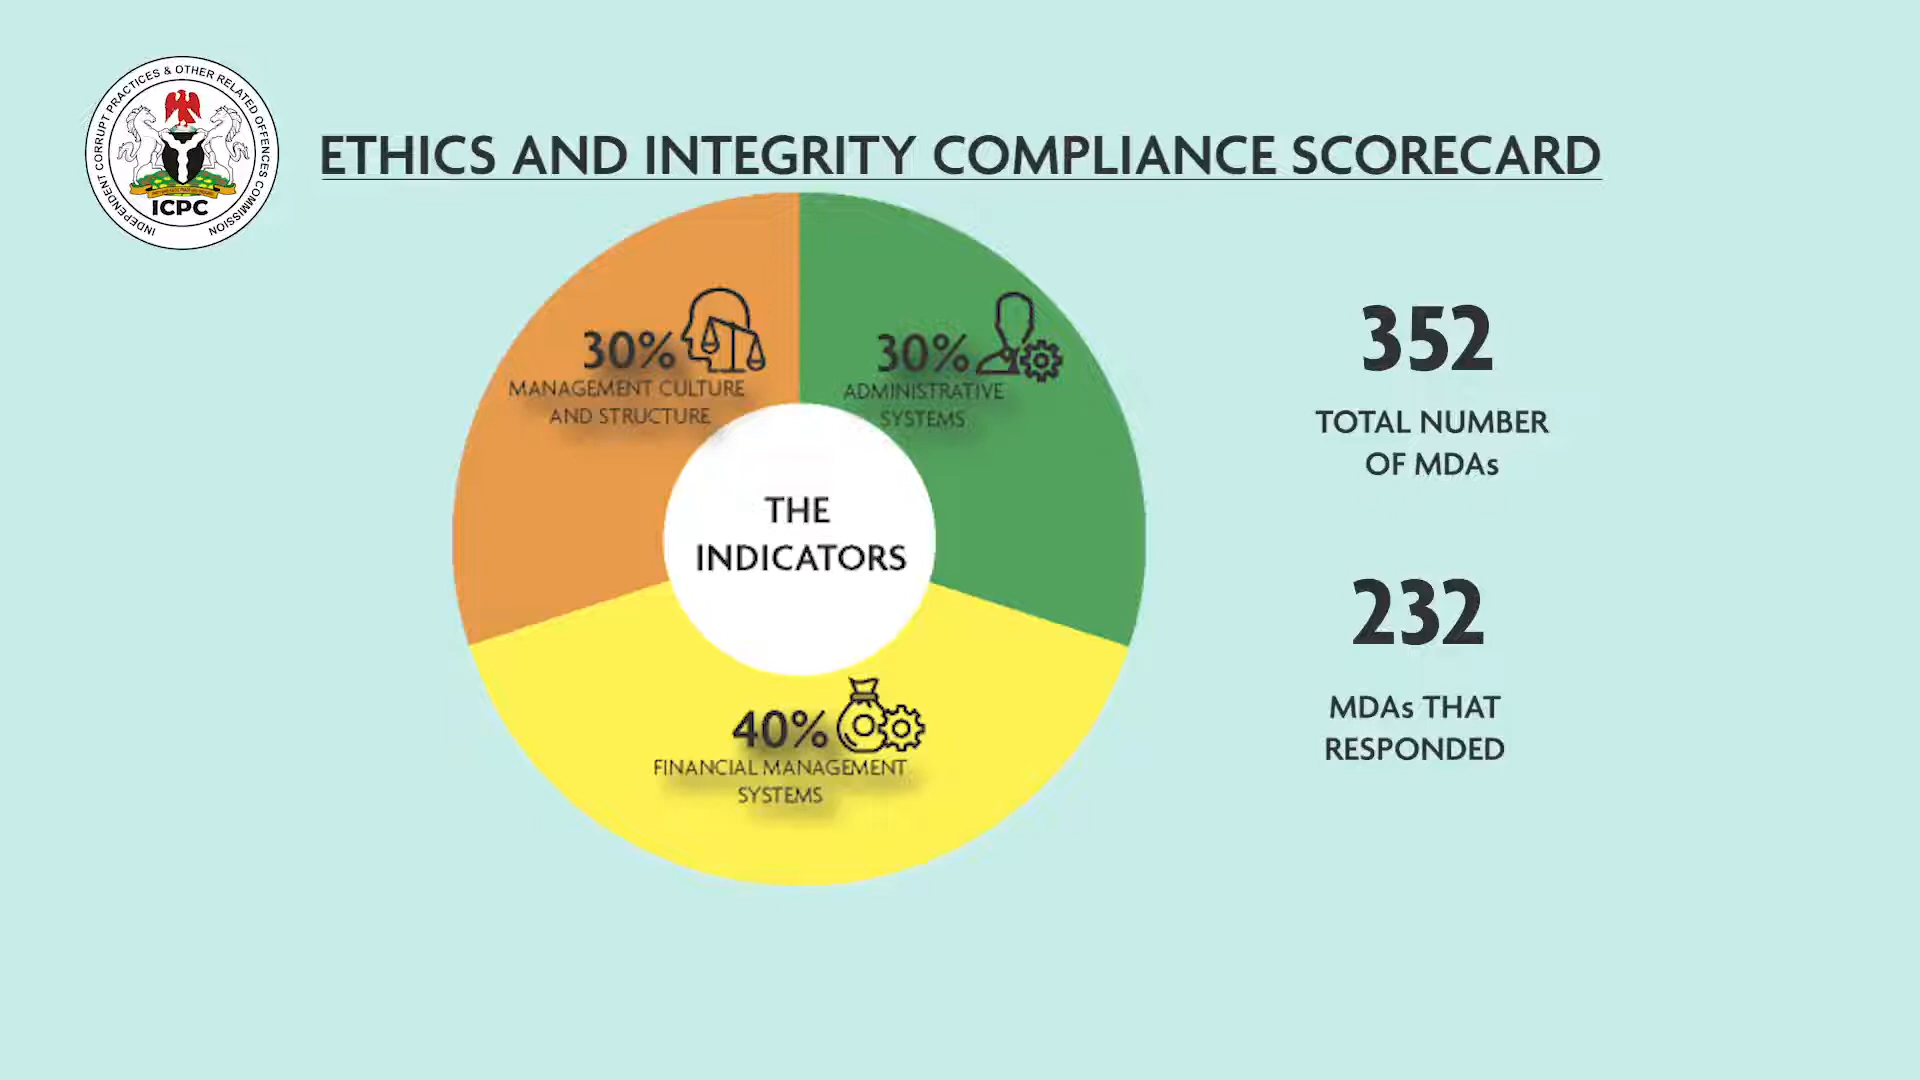 INDEPENDENT CORRUPT PRACTICES & OTHER RELATED OFFENCES COMMISSION
ICPC
ETHICS AND INTEGRITY COMPLIANCE SCORECARD
30%
MANAGEMENT CULTURE
AND STRUCTURE
30%
ADMINISTRATIVE
SYSTEMS
THE
INDICATORS
40%
FINANCIAL MANAGEMENT
SYSTEMS
352
TOTAL NUMBER
OF MDAs
232
MDAs THAT
RESPONDED